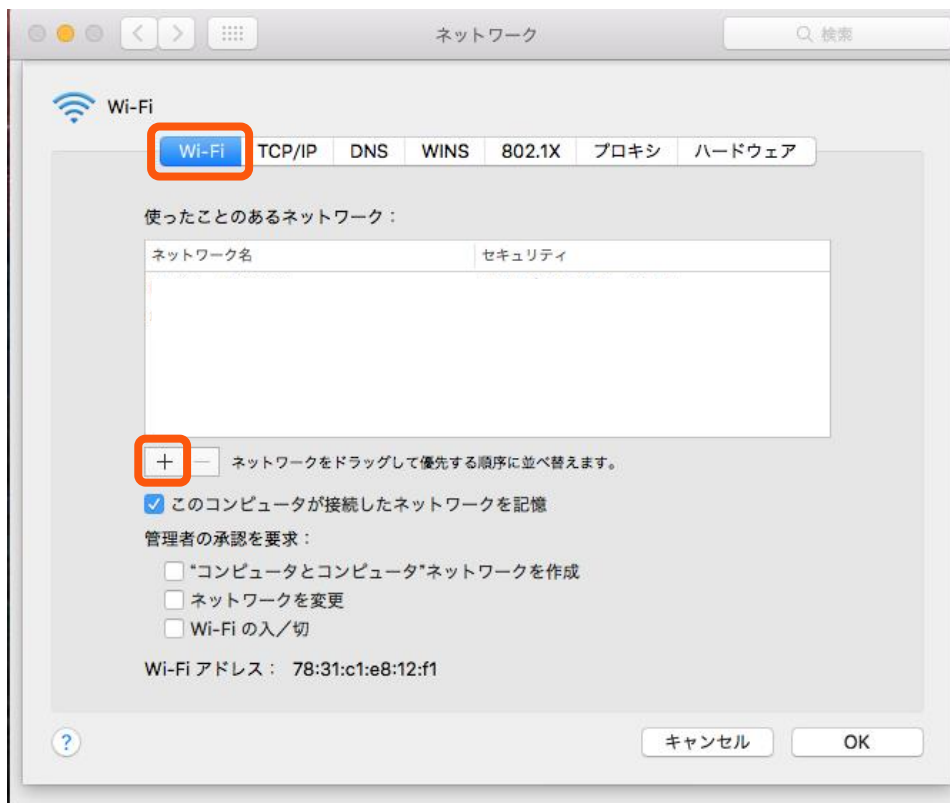 ネットワーク
検索
Wi-Fi
Wi-Fi TCP/IP DNS WINS 802.1X プロキシ ハードウェア
使ったことのあるネットワーク：
ネットワーク名 セキュリティ
+ − ネットワークをドラッグして優先する順序に並べ替えます。
このコンピュータが接続したネットワークを記憶
管理者の承認を要求：
“コンピュータとコンピュータ”ネットワークを作成
ネットワークを変更
Wi-Fi の入／切
Wi-Fi アドレス： 78:31:c1:e8:12:f1
? キャンセル OK